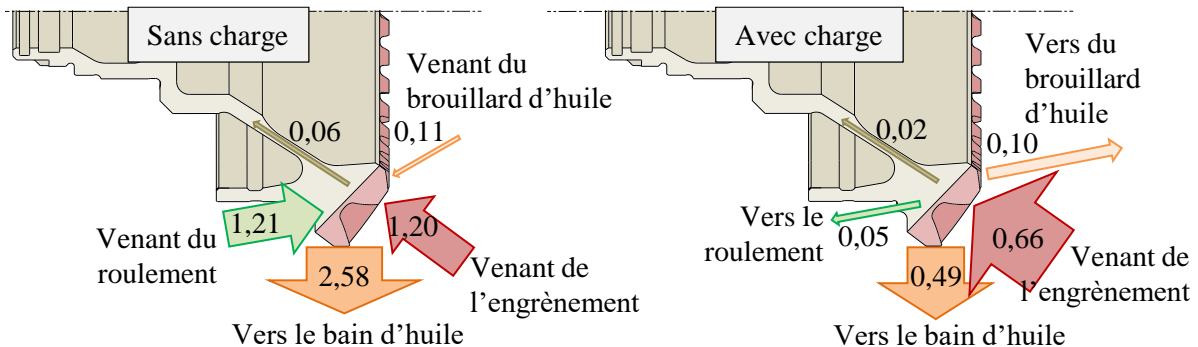 Sans charge
Venant du
brouillard d’huile
0,06
0,11
1,21
1,20
Venant du
roulement
2,58
Venant de
l’engrènement
Vers le bain d’huile
Avec charge
Vers du
brouillard
d’huile
0,02
0,10
Vers le
roulement
0,05
0,66
0,49
Venant de
l’engrènement
Vers le bain d’huile